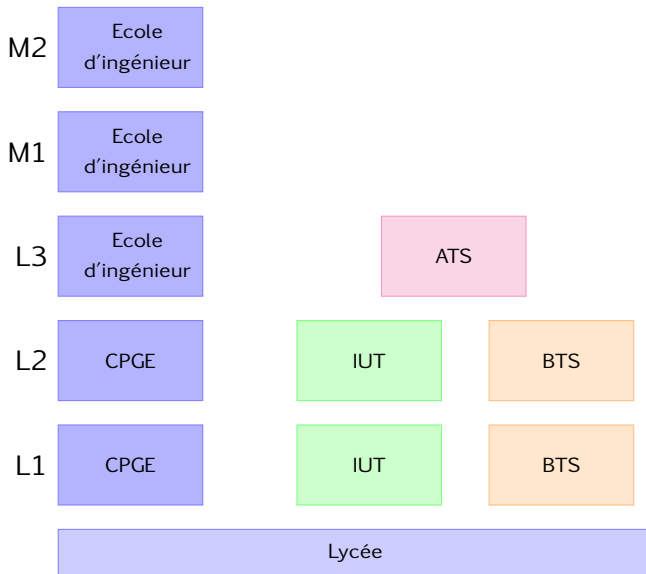 M2
Ecole
d'ingénieur
M1
Ecole
d'ingénieur
L3
Ecole
d'ingénieur
ATS
L2
CPGE
IUT
BTS
L1
CPGE
IUT
BTS
Lycée